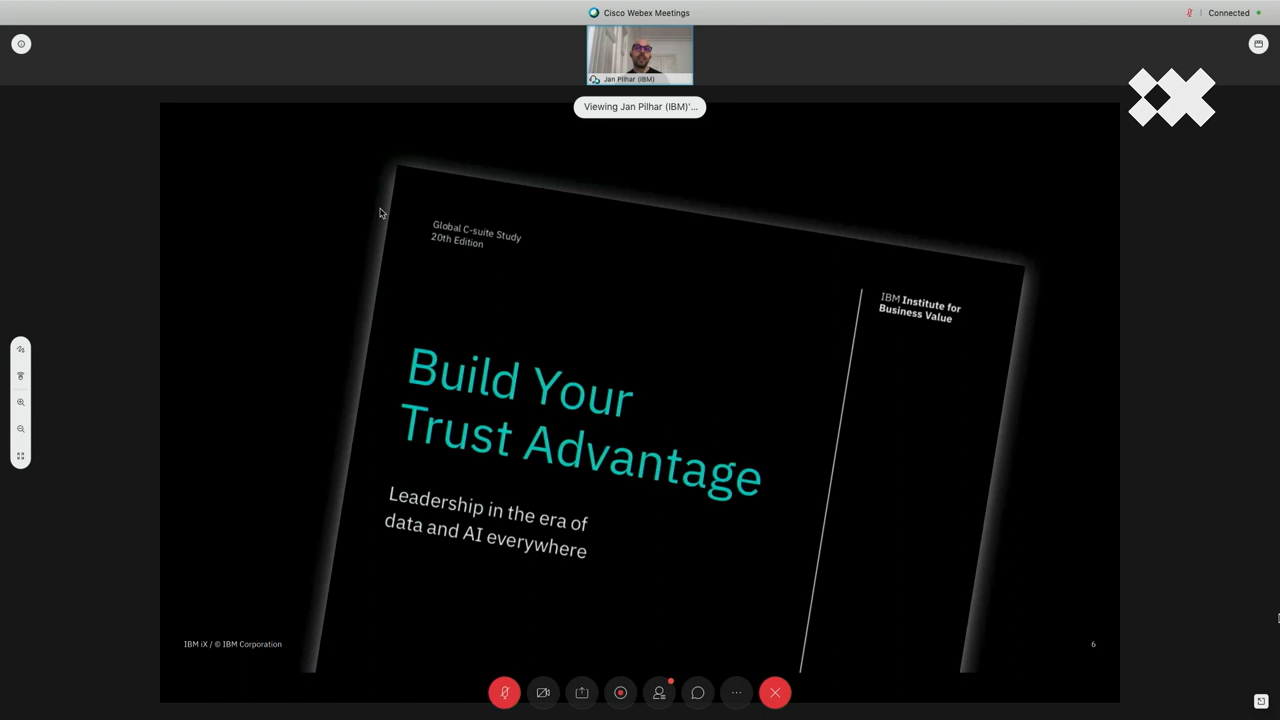 Cisco Webex Meetings
Connected
Jan Pilhar (IBM)
Viewing Jan Pilhar (IBM)'...
Global C-suite Study
20th Edition
IBM Institute for
Business Value
Build Your
Trust Advantage
Leadership in the era of
data and AI everywhere
IBM iX / © IBM Corporation
6